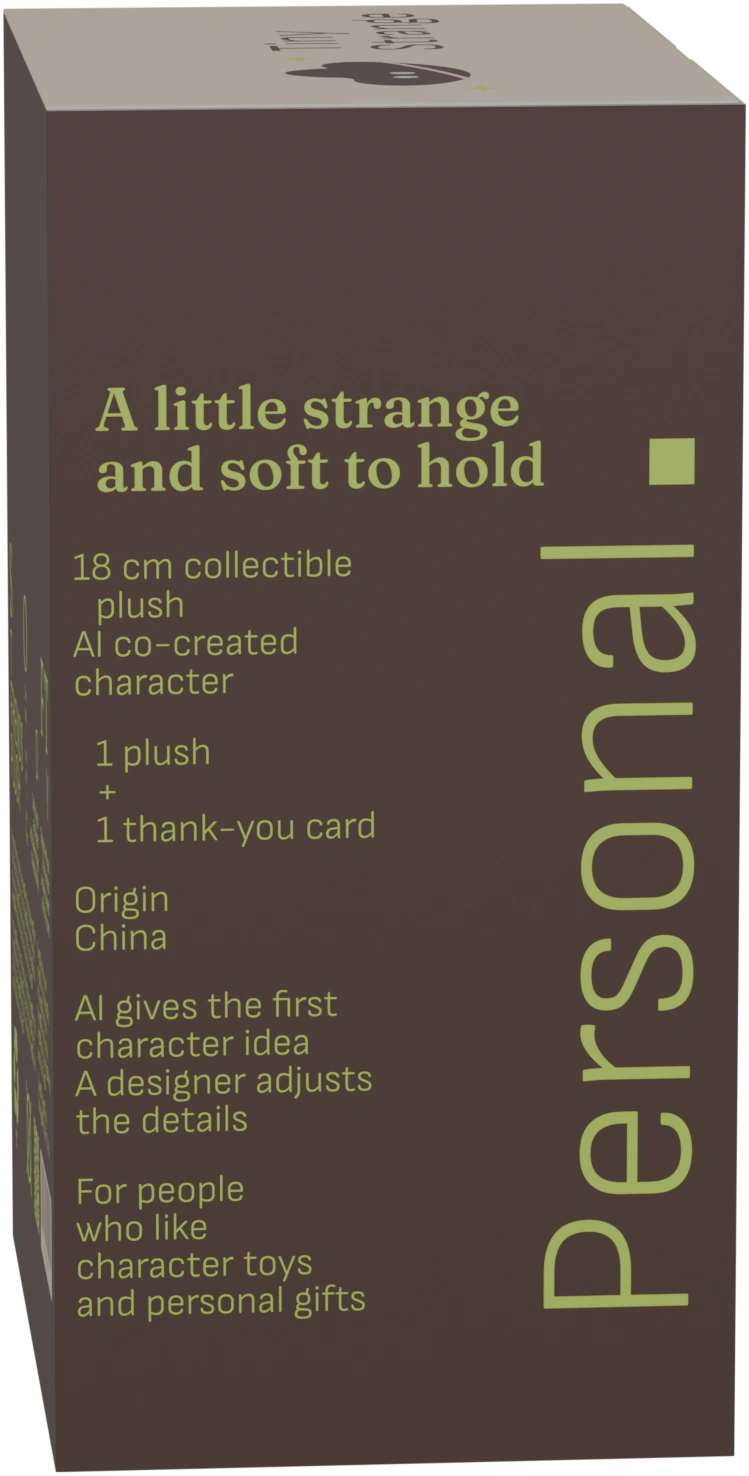 Tiny
Strange
A little strange
and soft to hold
18 cm collectible
plush
AI co-created
character
1 plush
+
1 thank-you card
Origin
China
AI gives the first
character idea
A designer adjusts
the details
For people
who like
character toys
and personal gifts
Personal.